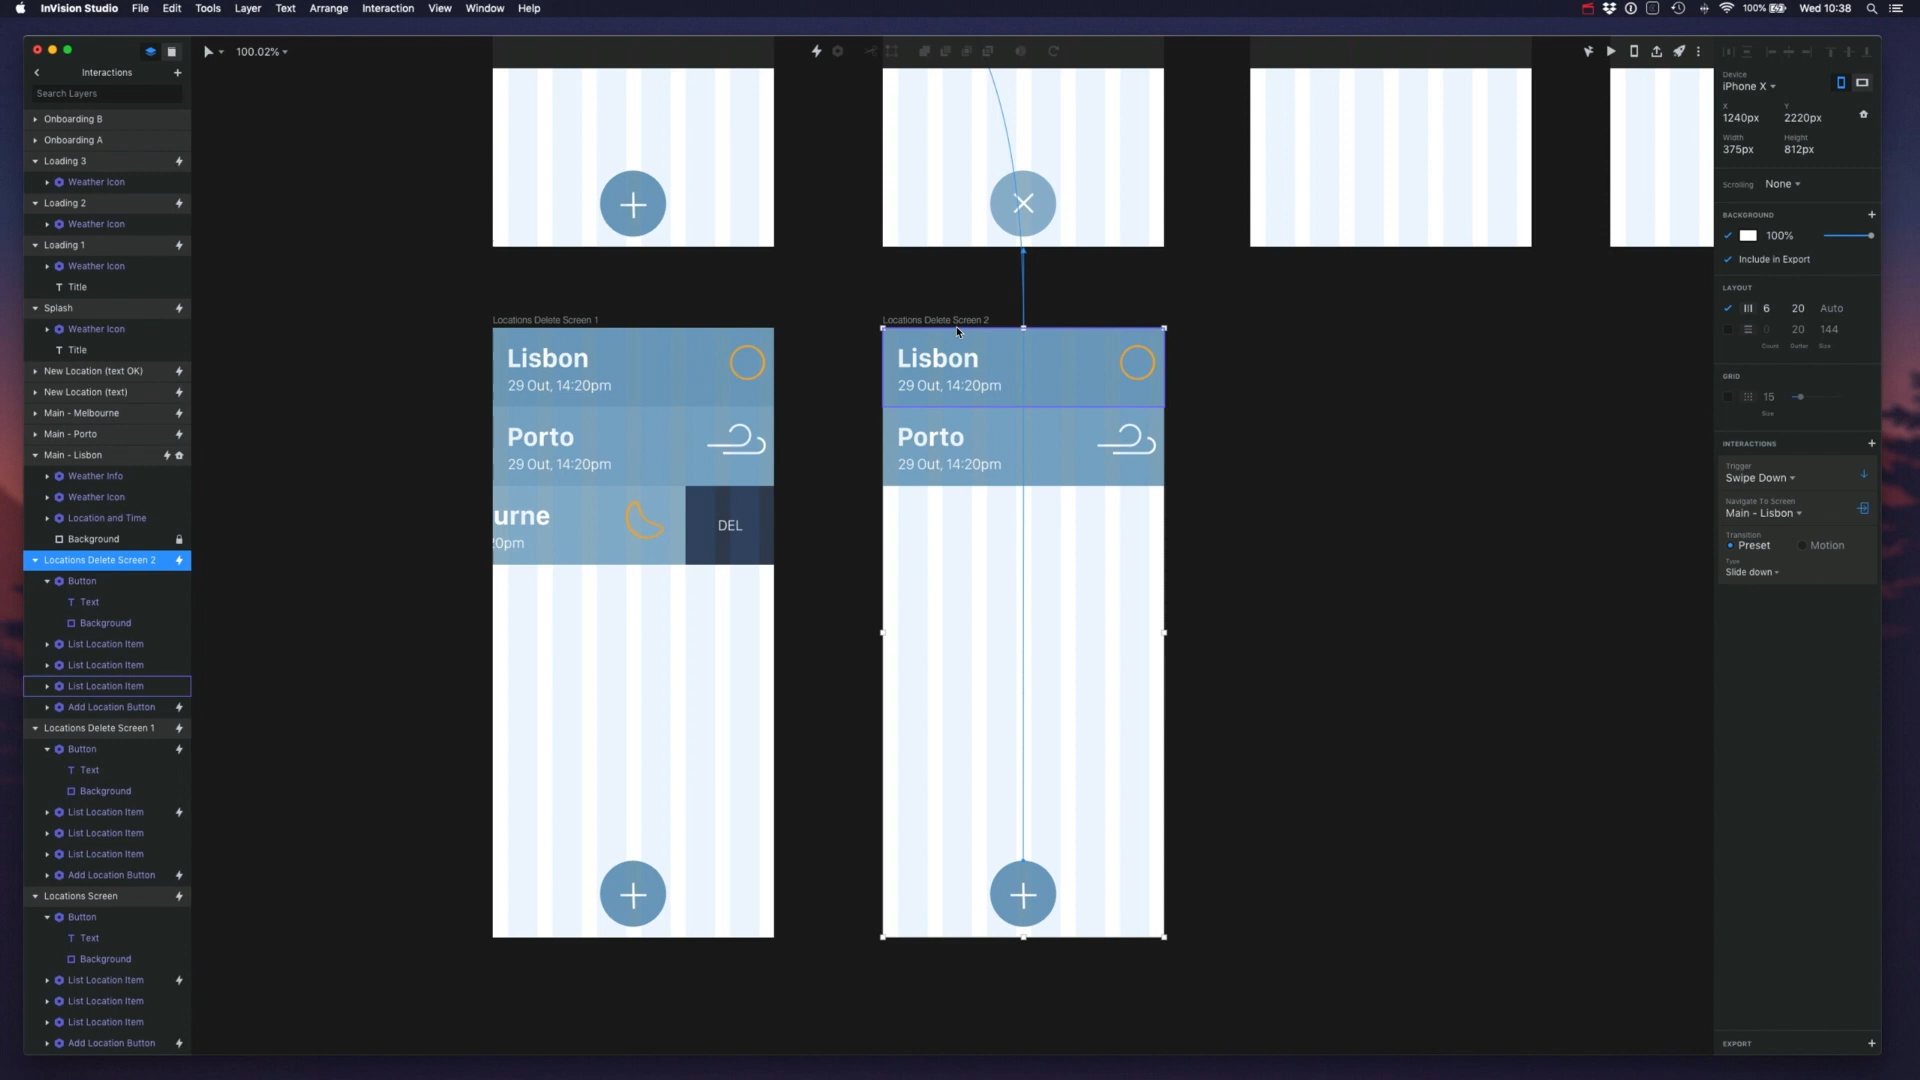 InVision Studio File Edit Tools Layer Text Arrange Interaction View Window Help
100% Wed 10:38
Interactions
100.02%
Search Layers
Onboarding B
Onboarding A
Loading 3
Weather Icon
Loading 2
Weather Icon
Loading 1
Weather Icon
Title
Splash
Weather Icon
Title
New Location (text OK)
New Location (text)
Main - Melbourne
Main - Porto
Main - Lisbon
Weather Info
Weather Icon
Location and Time
Background
Locations Delete Screen 2
Button
Text
Background
List Location Item
List Location Item
List Location Item
Add Location Button
Locations Delete Screen 1
Button
Text
Background
List Location Item
List Location Item
List Location Item
Add Location Button
Locations Screen
Button
Text
Background
List Location Item
List Location Item
List Location Item
Add Location Button
Locations Delete Screen 1
Lisbon
29 Out, 14:20pm
Porto
29 Out, 14:20pm
urne
0pm
DEL
Locations Delete Screen 2
Lisbon
29 Out, 14:20pm
Porto
29 Out, 14:20pm
Device
iPhone X
X Y
1240px 2220px
Width Height
375px 812px
Scrolling None
BACKGROUND
100%
Include in Export
LAYOUT
6 20 Auto
0 20 144
Count Gutter Size
GRID
15
Size
INTERACTIONS
Trigger
Swipe Down
Navigate To Screen
Main - Lisbon
Transition
Preset Motion
Type
Slide down
EXPORT